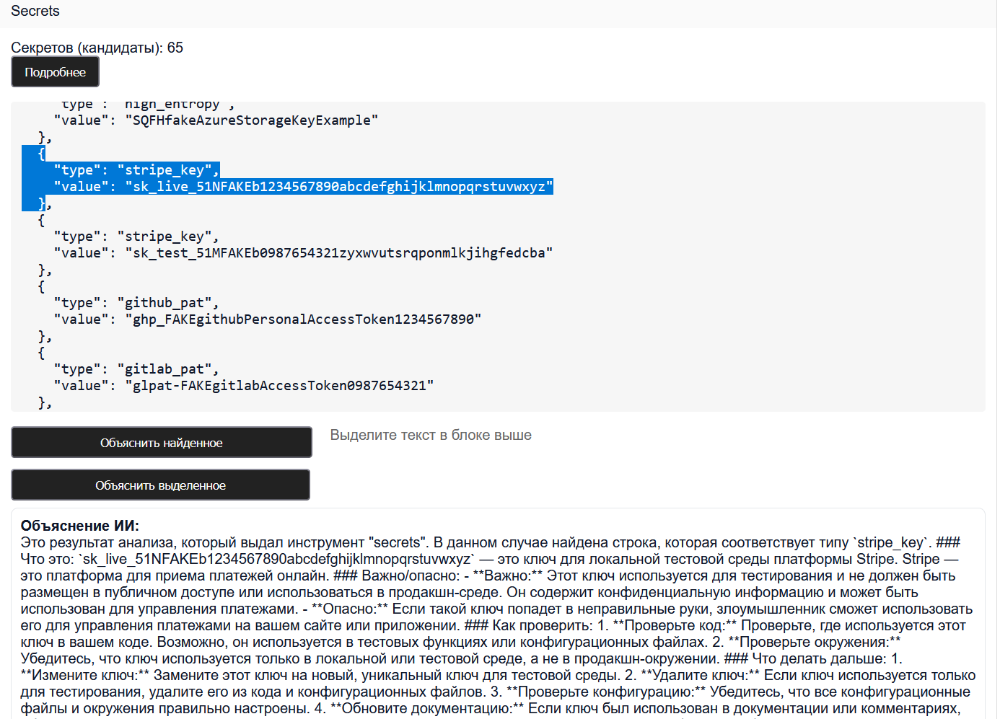 Secrets
Секретов (кандидаты): 65
Подробнее
"type": "high_entropy",
"value": "SQFHfakeAzureStorageKeyExample"
},
{
"type": "stripe_key",
"value": "sk_live_51NFAKEb1234567890abcdefghijklmnopqrstuvwxyz"
},
{
"type": "stripe_key",
"value": "sk_test_51MFAKEb0987654321zyxwvutsrqponmlkjihgfedcba"
},
{
"type": "github_pat",
"value": "ghp_FAKEgithubPersonalAccessToken1234567890"
},
{
"type": "gitlab_pat",
"value": "glpat-FAKEgitlabAccessToken0987654321"
},
Объяснить найденное
Выделите текст в блоке выше
Объяснить выделенное
Объяснение ИИ:
Это результат анализа, который выдал инструмент "secrets". В данном случае найдена строка, которая соответствует типу `stripe_key`. ###
Что это: `sk_live_51NFAKEb1234567890abcdefghijklmnopqrstuvwxyz` — это ключ для локальной тестовой среды платформы Stripe. Stripe —
это платформа для приема платежей онлайн. ### Важно/опасно: - **Важно:** Этот ключ используется для тестирования и не должен быть
размещен в публичном доступе или использоваться в продакшн-среде. Он содержит конфиденциальную информацию и может быть
использован для управления платежами. - **Опасно:** Если такой ключ попадет в неправильные руки, злоумышленник сможет использовать
его для управления платежами на вашем сайте или приложении. ### Как проверить: 1. **Проверьте код:** Проверьте, где используется этот
ключ в вашем коде. Возможно, он используется в тестовых функциях или конфигурационных файлах. 2. **Проверьте окружения:**
Убедитесь, что ключ используется только в локальной или тестовой среде, а не в продакшн-окружении. ### Что делать дальше: 1.
**Измените ключ:** Замените этот ключ на новый, уникальный ключ для тестовой среды. 2. **Удалите ключ:** Если ключ используется только
для тестирования, удалите его из кода и конфигурационных файлов. 3. **Проверьте конфигурацию:** Убедитесь, что все конфигурационные
файлы и окружения правильно настроены. 4. **Обновите документацию:** Если ключ был использован в документации или комментариях,